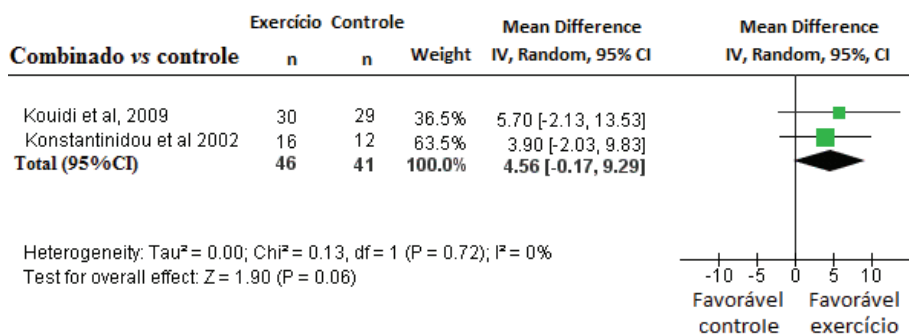 Exercício Controle Mean Difference Mean Difference
Combinado vs controle n n Weight IV, Random, 95% CI IV, Random, 95%, CI
Kouidi et al, 2009 30 29 36.5% 5.70 [-2.13, 13.53]
Konstantinidou et al 2002 16 12 63.5% 3.90 [-2.03, 9.83]
Total (95%CI) 46 41 100.0% 4.56 [-0.17, 9.29]
Heterogeneity: Tau² = 0.00; Chi² = 0.13, df = 1 (P = 0.72); I² = 0%
Test for overall effect: Z = 1.90 (P = 0.06)
-10 -5 0 5 10
Favorável Favorável
controle exercício